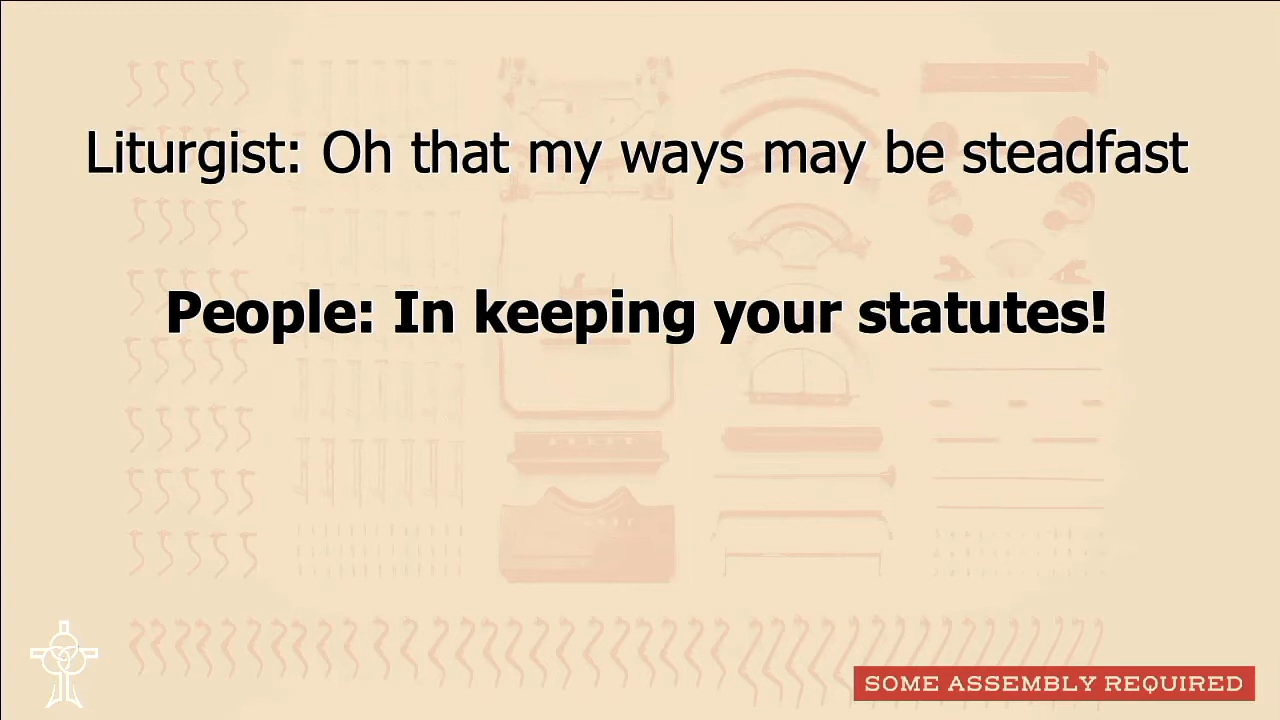 Liturgist: Oh that my ways may be steadfast
People: In keeping your statutes!
SOME ASSEMBLY REQUIRED